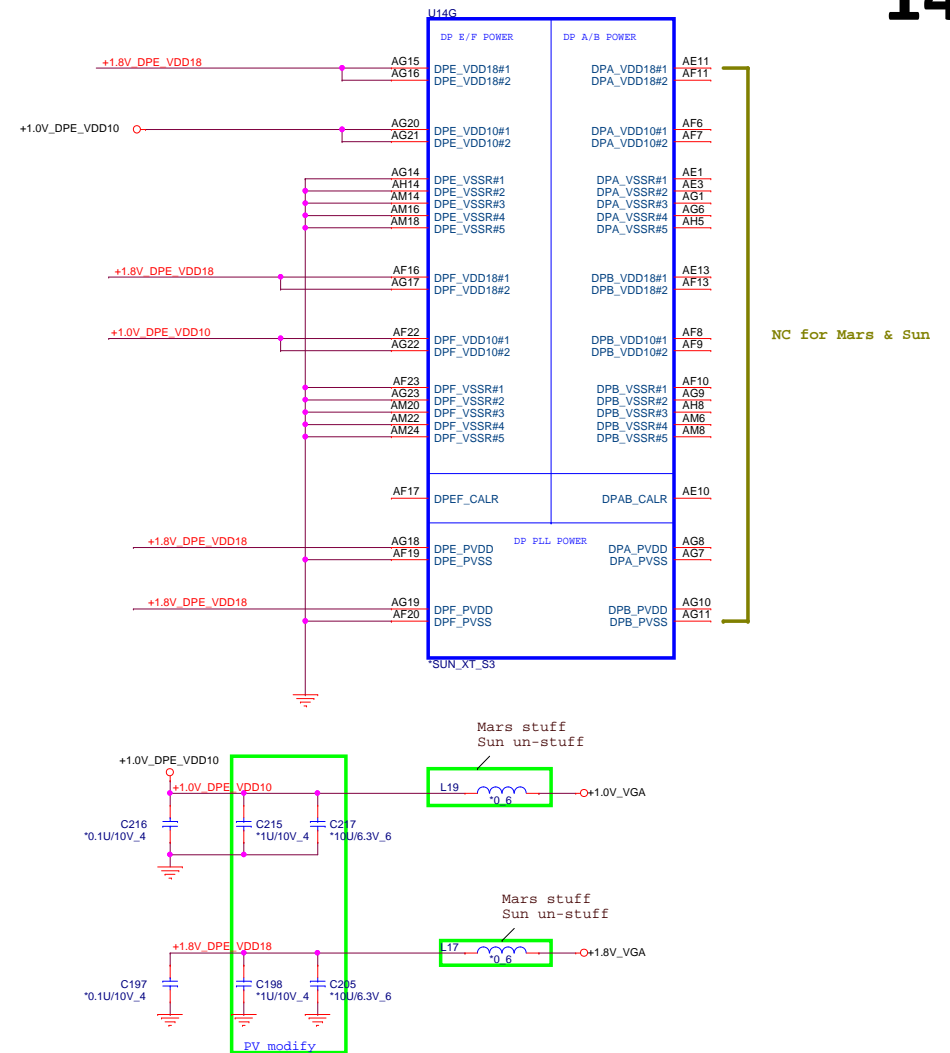 14
U14G
DP E/F POWER
DP A/B POWER
+1.8V_DPE_VDD18 AG15 DPE_VDD18#1 DPA_VDD18#1 AE11
AG16 DPE_VDD18#2 DPA_VDD18#2 AF11
+1.0V_DPE_VDD10 AG20 DPE_VDD10#1 DPA_VDD10#1 AF6
AG21 DPE_VDD10#2 DPA_VDD10#2 AF7
AG14 DPE_VSSR#1 DPA_VSSR#1 AE1
AH14 DPE_VSSR#2 DPA_VSSR#2 AE3
AM14 DPE_VSSR#3 DPA_VSSR#3 AG1
AM16 DPE_VSSR#4 DPA_VSSR#4 AG6
AM18 DPE_VSSR#5 DPA_VSSR#5 AH5
+1.8V_DPE_VDD18 AF16 DPF_VDD18#1 DPB_VDD18#1 AE13
AG17 DPF_VDD18#2 DPB_VDD18#2 AF13
+1.0V_DPE_VDD10 AF22 DPF_VDD10#1 DPB_VDD10#1 AF8
AG22 DPF_VDD10#2 DPB_VDD10#2 AF9
NC for Mars & Sun
AF23 DPF_VSSR#1 DPB_VSSR#1 AF10
AG23 DPF_VSSR#2 DPB_VSSR#2 AG9
AM20 DPF_VSSR#3 DPB_VSSR#3 AH8
AM22 DPF_VSSR#4 DPB_VSSR#4 AM6
AM24 DPF_VSSR#5 DPB_VSSR#5 AM8
AF17 DPEF_CALR DPAB_CALR AE10
DP PLL POWER
+1.8V_DPE_VDD18 AG18 DPE_PVDD DPA_PVDD AG8
AF19 DPE_PVSS DPA_PVSS AG7
+1.8V_DPE_VDD18 AG19 DPF_PVDD DPB_PVDD AG10
AF20 DPF_PVSS DPB_PVSS AG11
*SUN_XT_S3
Mars stuff
Sun un-stuff
+1.0V_DPE_VDD10
+1.0V_DPE_VDD10 L19 *0_6 +1.0V_VGA
C216 C215 C217
*0.1U/10V_4 *1U/10V_4 *10U/6.3V_6
Mars stuff
Sun un-stuff
+1.8V_DPE_VDD18 L17 *0_6 +1.8V_VGA
C197 C198 C205
*0.1U/10V_4 *1U/10V_4 *10U/6.3V_6
PV modify